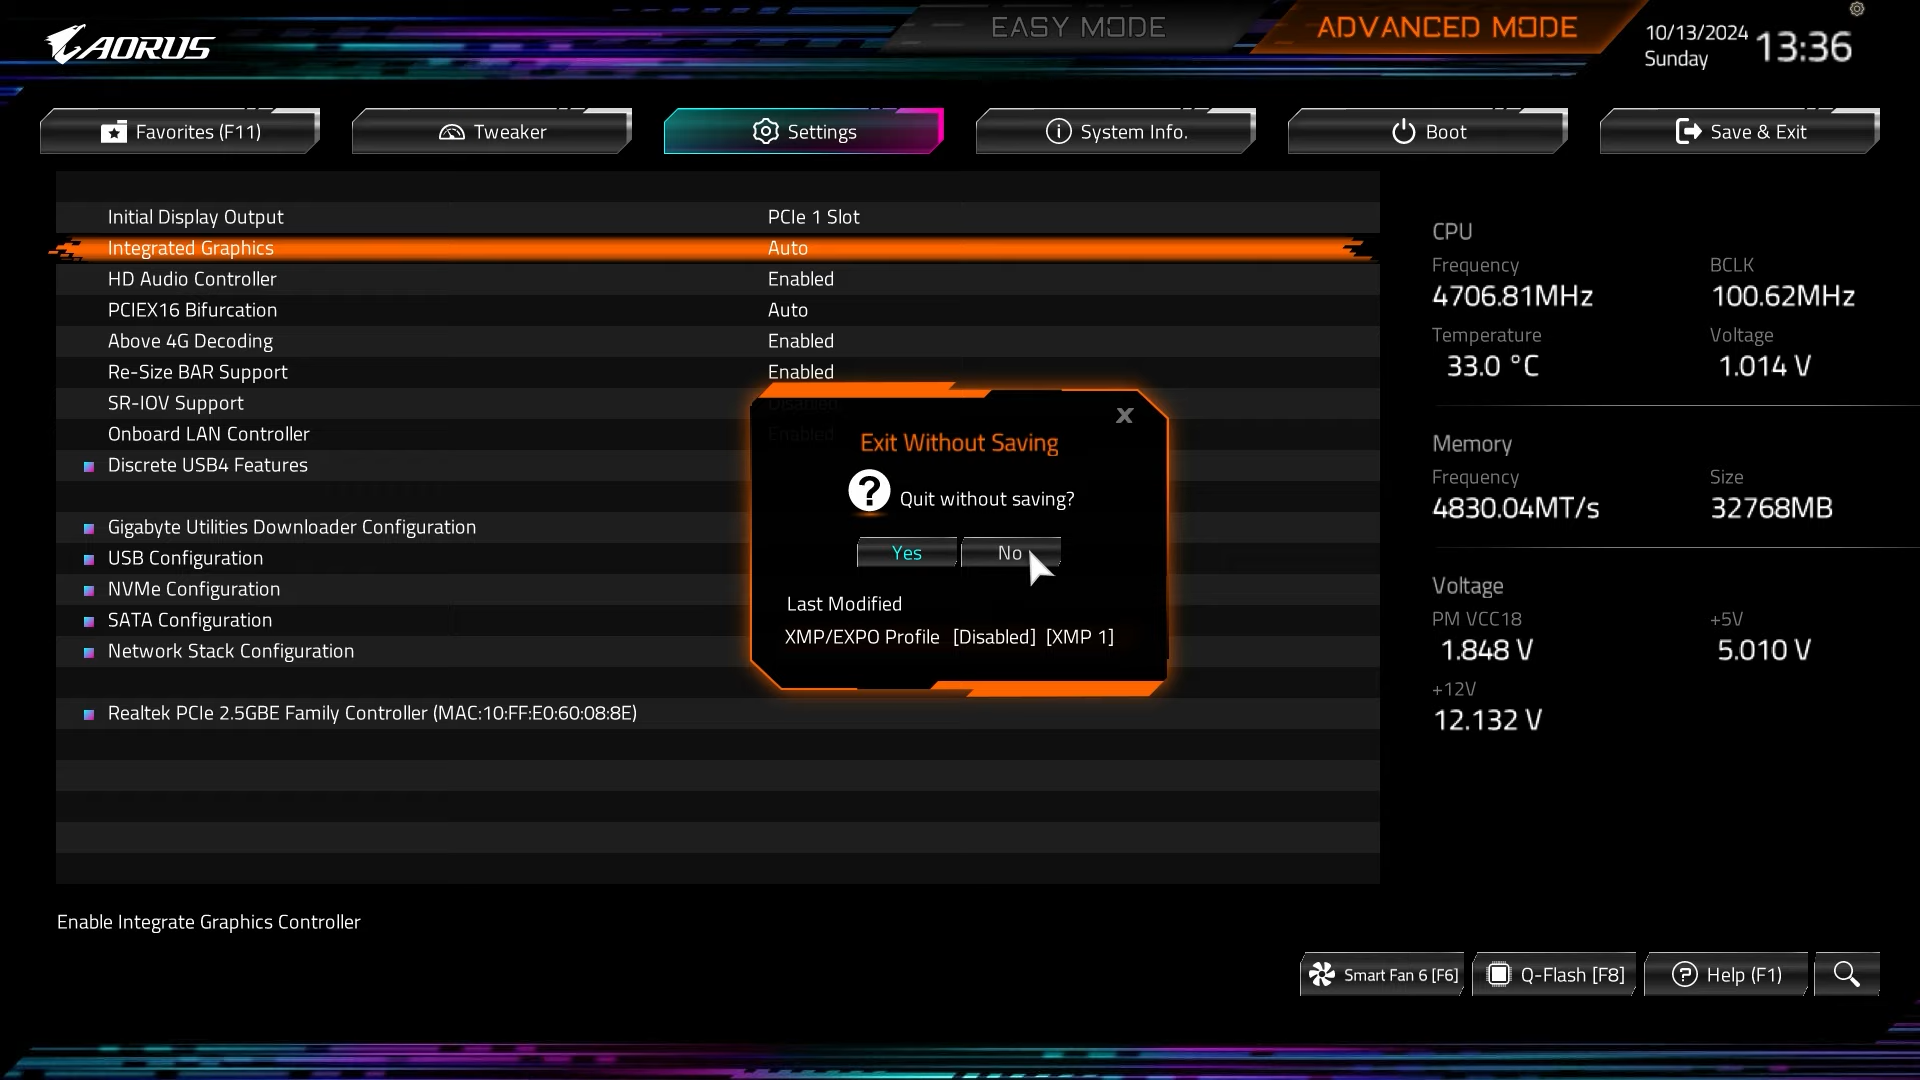 AORUS
EASY MODE
ADVANCED MODE
10/13/2024
Sunday
13:36
Favorites (F11)
Tweaker
Settings
System Info.
Boot
Save & Exit
Initial Display Output PCIe 1 Slot
Integrated Graphics Auto
HD Audio Controller Enabled
PCIEX16 Bifurcation Auto
Above 4G Decoding Enabled
Re-Size BAR Support Enabled
SR-IOV Support Disabled
Onboard LAN Controller Enabled
Discrete USB4 Features
Gigabyte Utilities Downloader Configuration
USB Configuration
NVMe Configuration
SATA Configuration
Network Stack Configuration
Realtek PCIe 2.5GBE Family Controller (MAC:10:FF:E0:60:08:8E)
X
Exit Without Saving
? Quit without saving?
Yes No
Last Modified
XMP/EXPO Profile [Disabled] [XMP 1]
CPU
Frequency BCLK
4706.81MHz 100.62MHz
Temperature Voltage
33.0 °C 1.014 V
Memory
Frequency Size
4830.04MT/s 32768MB
Voltage
PM VCC18 +5V
1.848 V 5.010 V
+12V
12.132 V
Enable Integrate Graphics Controller
Smart Fan 6 [F6]
Q-Flash [F8]
Help (F1)